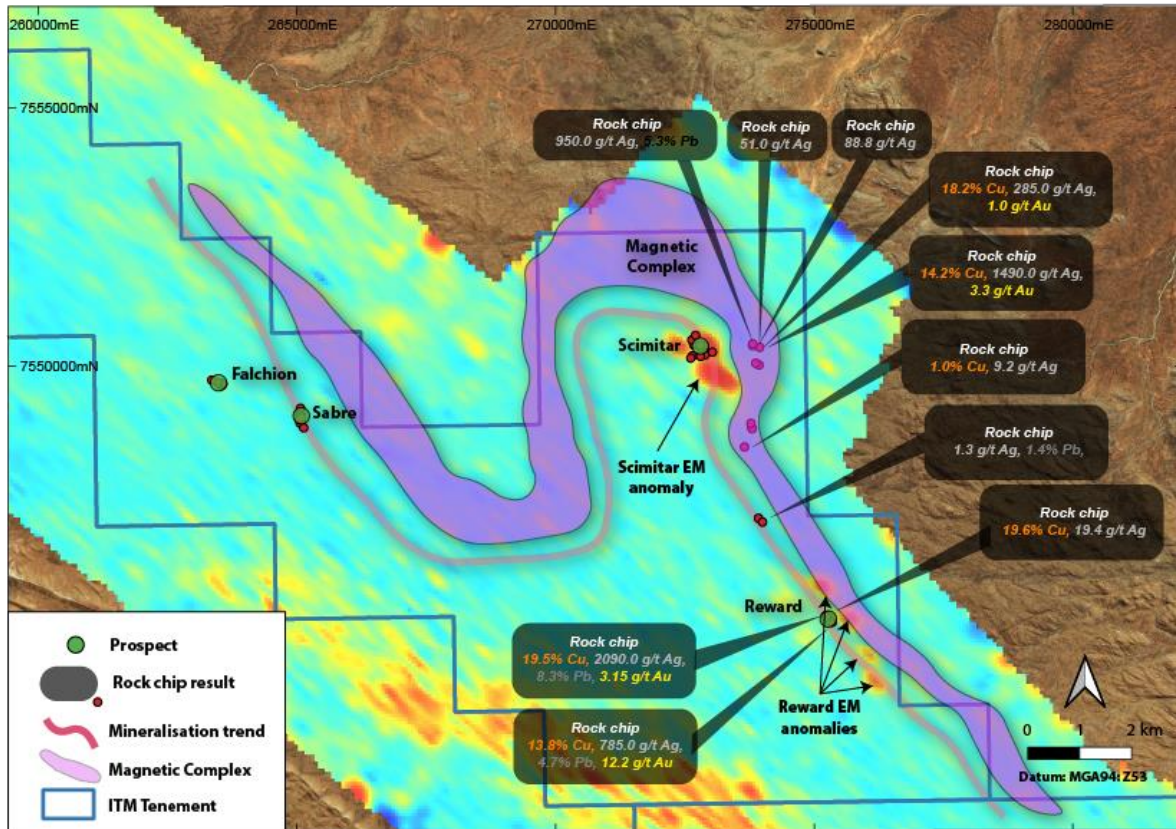 260000mE
265000mE
270000mE
275000mE
280000mE
7555000mN
7550000mN
Rock chip
950.0 g/t Ag, 5.3% Pb
Rock chip
51.0 g/t Ag
Rock chip
88.8 g/t Ag
Rock chip
18.2% Cu, 285.0 g/t Ag,
1.0 g/t Au
Rock chip
14.2% Cu, 1490.0 g/t Ag,
3.3 g/t Au
Rock chip
1.0% Cu, 9.2 g/t Ag
Rock chip
1.3 g/t Ag, 1.4% Pb,
Rock chip
19.6% Cu, 19.4 g/t Ag
Magnetic
Complex
Scimitar
Falchion
Sabre
Scimitar EM
anomaly
Reward
Rock chip
19.5% Cu, 2090.0 g/t Ag,
8.3% Pb, 3.15 g/t Au
Rock chip
13.8% Cu, 785.0 g/t Ag,
4.7% Pb, 12.2 g/t Au
Reward EM
anomalies
Prospect
Rock chip result
Mineralisation trend
Magnetic Complex
ITM Tenement
0 1 2 km
Datum: MGA94: Z53